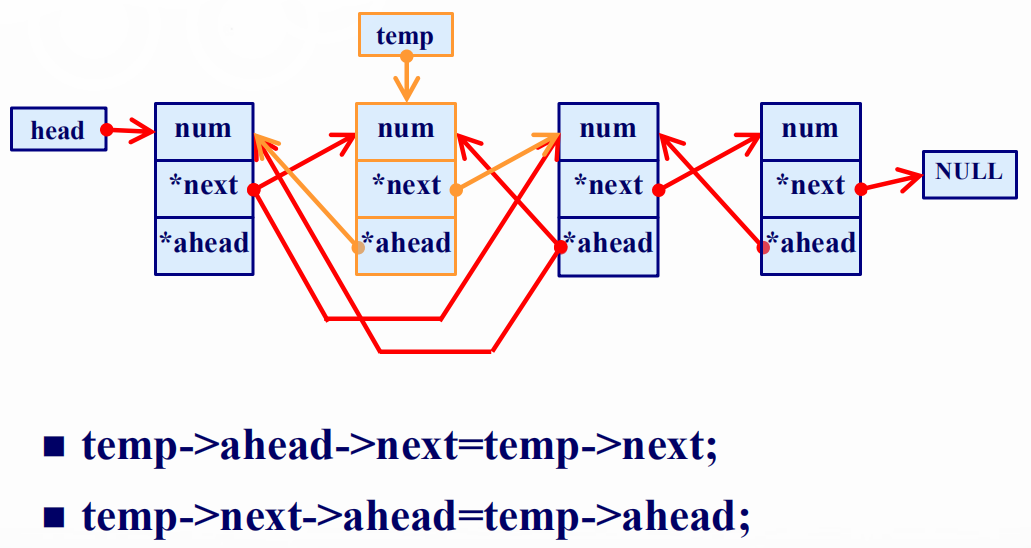 temp
head
num
num
num
num
*next
*next
*next
*next
NULL
*ahead
*ahead
*ahead
*ahead
■ temp->ahead->next=temp->next;
■ temp->next->ahead=temp->ahead;